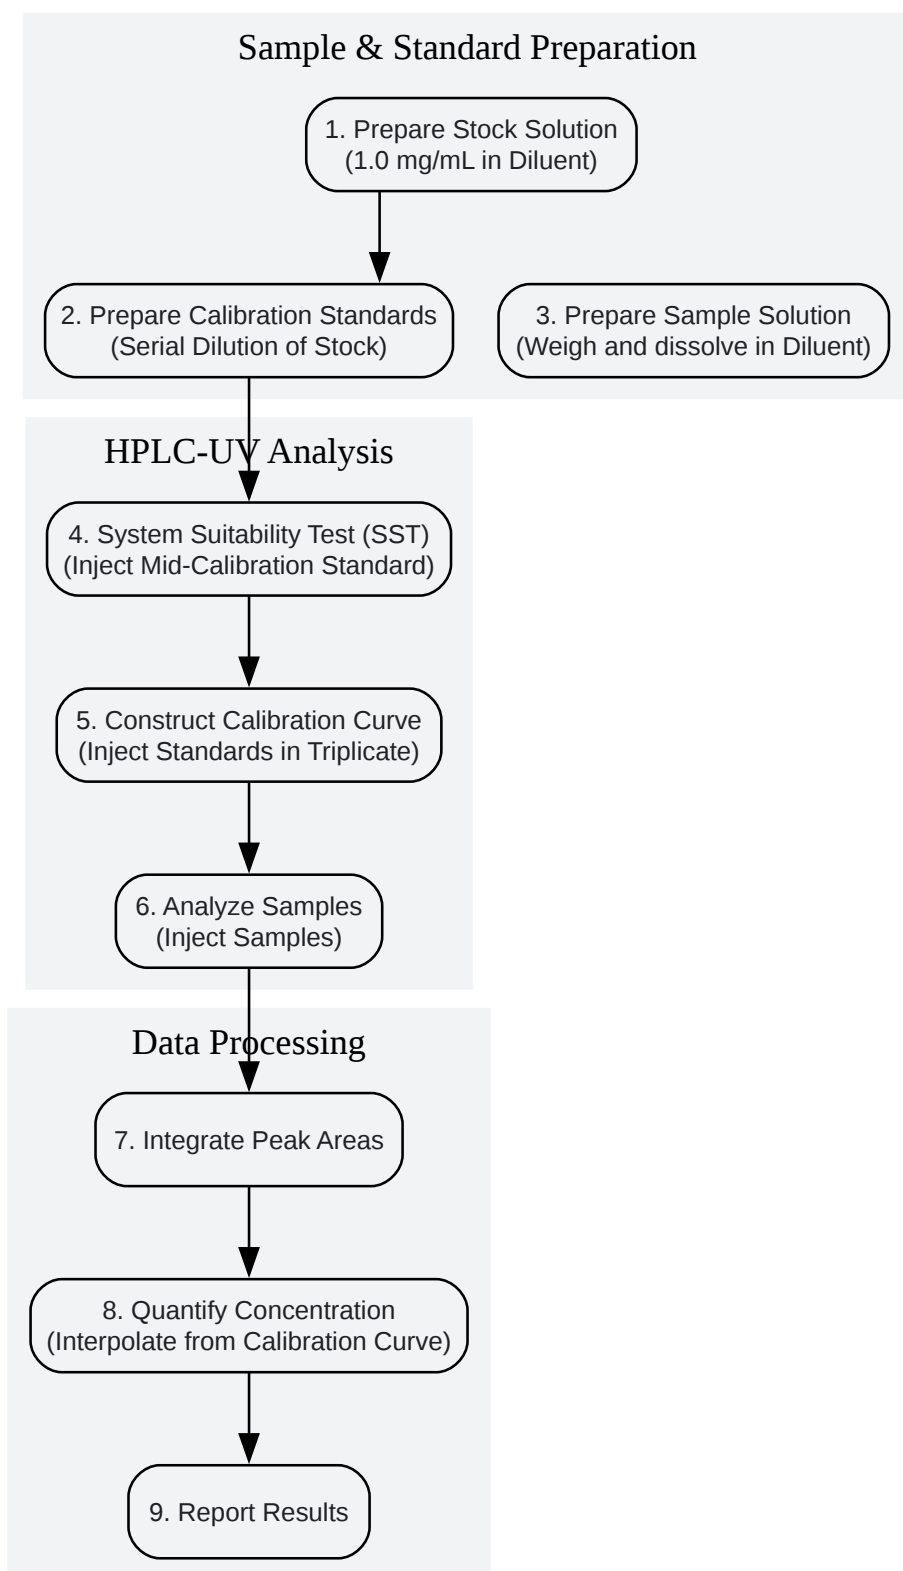 Sample & Standard Preparation
1. Prepare Stock Solution
(1.0 mg/mL in Diluent)
2. Prepare Calibration Standards
(Serial Dilution of Stock)
3. Prepare Sample Solution
(Weigh and dissolve in Diluent)
HPLC-UV Analysis
4. System Suitability Test (SST)
(Inject Mid-Calibration Standard)
5. Construct Calibration Curve
(Inject Standards in Triplicate)
6. Analyze Samples
(Inject Samples)
Data Processing
7. Integrate Peak Areas
8. Quantify Concentration
(Interpolate from Calibration Curve)
9. Report Results